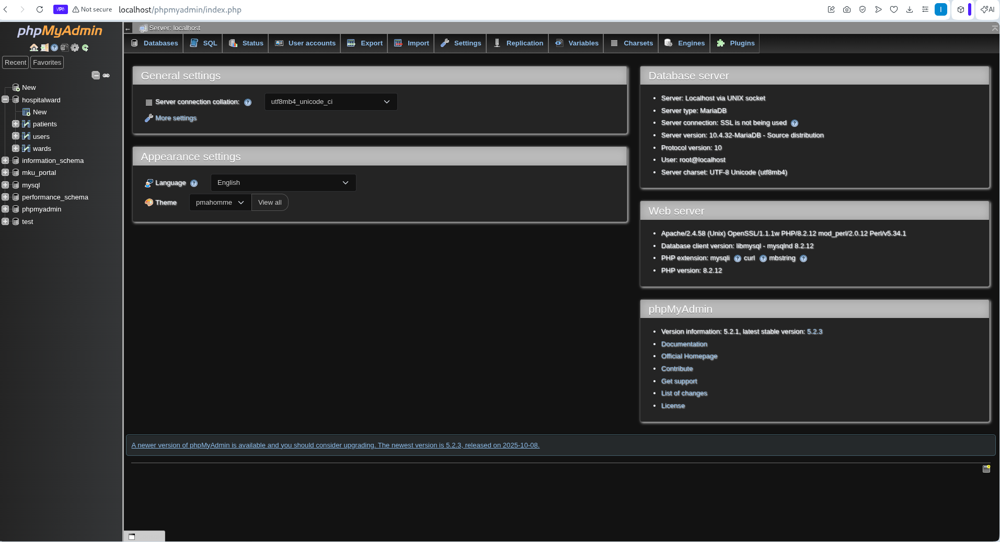 VPN
Not secure
localhost/phpmyadmin/index.php
I
AI
phpMyAdmin
Recent
Favorites
New
hospitalward
New
patients
users
wards
information_schema
mku_portal
mysql
performance_schema
phpmyadmin
test
Server: localhost
Databases
SQL
Status
User accounts
Export
Import
Settings
Replication
Variables
Charsets
Engines
Plugins
General settings
Server connection collation:
utf8mb4_unicode_ci
More settings
Appearance settings
Language
English
Theme
pmahomme
View all
Database server
Server: Localhost via UNIX socket
Server type: MariaDB
Server connection: SSL is not being used
Server version: 10.4.32-MariaDB - Source distribution
Protocol version: 10
User: root@localhost
Server charset: UTF-8 Unicode (utf8mb4)
Web server
Apache/2.4.58 (Unix) OpenSSL/1.1.1w PHP/8.2.12 mod_perl/2.0.12 Perl/v5.34.1
Database client version: libmysql - mysqlnd 8.2.12
PHP extension: mysqli curl mbstring
PHP version: 8.2.12
phpMyAdmin
Version information: 5.2.1, latest stable version: 5.2.3
Documentation
Official Homepage
Contribute
Get support
List of changes
License
A newer version of phpMyAdmin is available and you should consider upgrading. The newest version is 5.2.3, released on 2025-10-08.